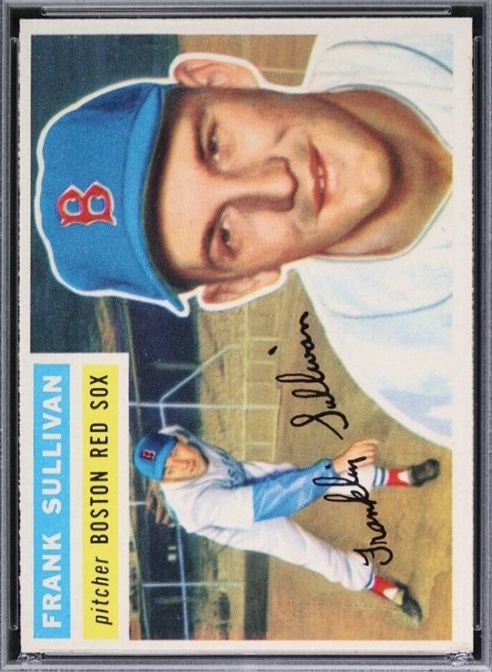 FRANK SULLIVAN
pitcher BOSTON RED SOX
B
B
Franklin Sullivan